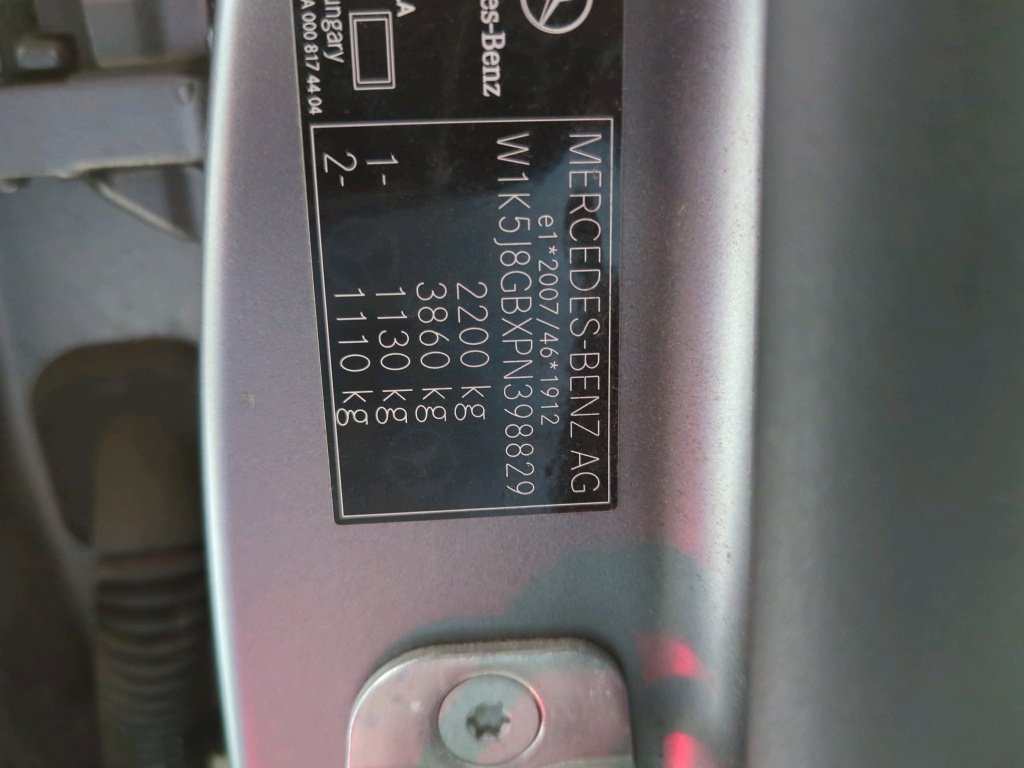 es-Benz
A
ungary
A 000 817 44 04
MERCEDES-BENZ AG
e1*2007/46*1912
W1K5J8GBXPN398829
2200 kg
3860 kg
1- 1130 kg
2- 1110 kg